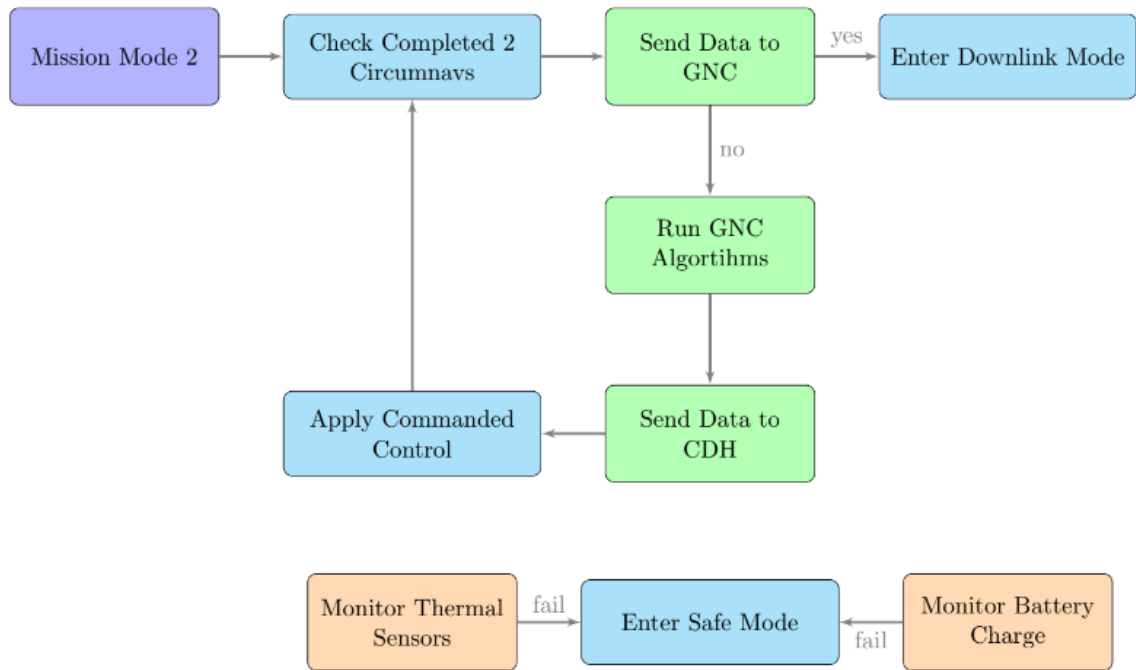 Mission Mode 2
Check Completed 2
Circumnavs
Send Data to
GNC
yes
Enter Downlink Mode
no
Run GNC
Algortihms
Apply Commanded
Control
Send Data to
CDH
Monitor Thermal
Sensors
fail
Enter Safe Mode
fail
Monitor Battery
Charge